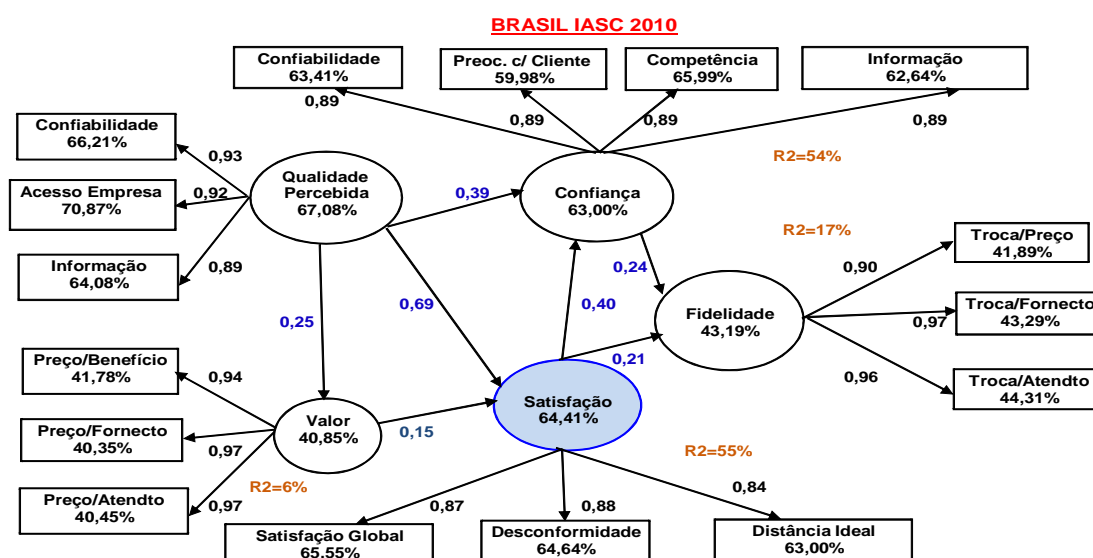 BRASIL IASC 2010
Confiabilidade
63,41%
Preoc. c/ Cliente
59,98%
Competência
65,99%
Informação
62,64%
0,89
0,89
0,89
0,89
R2=54%
Confiabilidade
66,21%
Acesso Empresa
70,87%
Informação
64,08%
0,93
0,92
0,89
Qualidade
Percebida
67,08%
0,39
Confiança
63,00%
R2=17%
Troca/Preço
41,89%
Troca/Fornecto
43,29%
Troca/Atendto
44,31%
0,90
0,97
0,96
0,24
Fidelidade
43,19%
0,25
0,69
0,40
0,21
Preço/Benefício
41,78%
Preço/Fornecto
40,35%
Preço/Atendto
40,45%
0,94
0,97
0,97
Valor
40,85%
0,15
Satisfação
64,41%
R2=6%
R2=55%
0,87
0,88
0,84
Satisfação Global
65,55%
Desconformidade
64,64%
Distância Ideal
63,00%